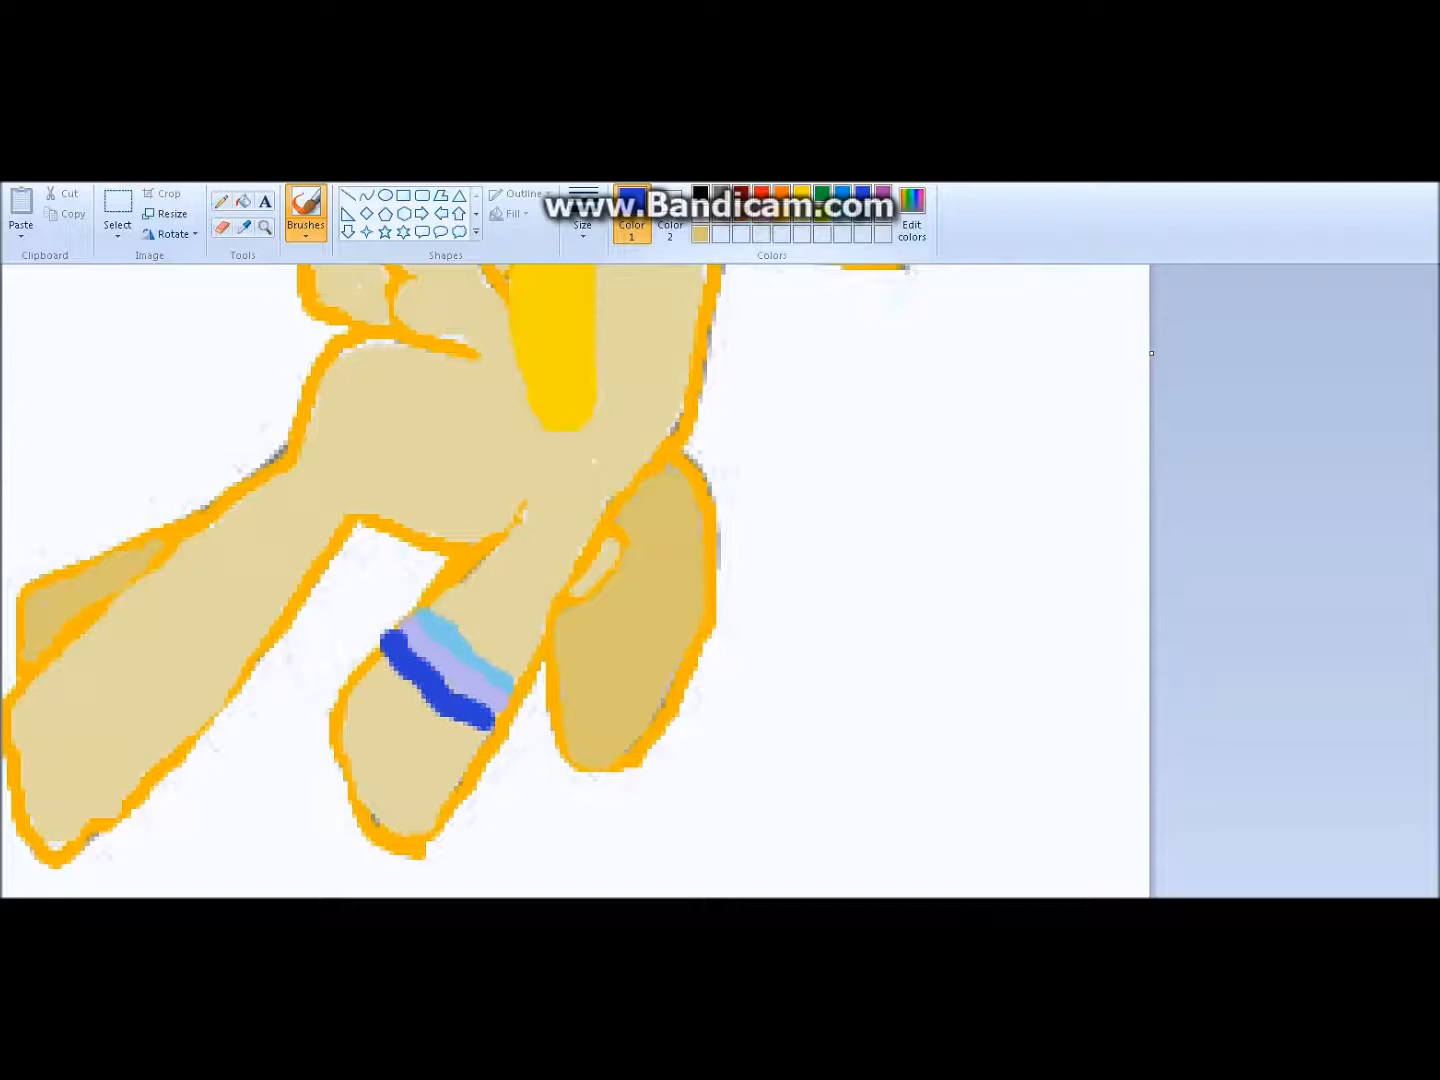 www.Bandicam.com
Cut
Copy
Paste
Clipboard
Crop
Resize
Rotate
Select
Image
A
Tools
Brushes
Outline
Fill
Shapes
Size
Color
1
Color
2
Edit
colors
Colors